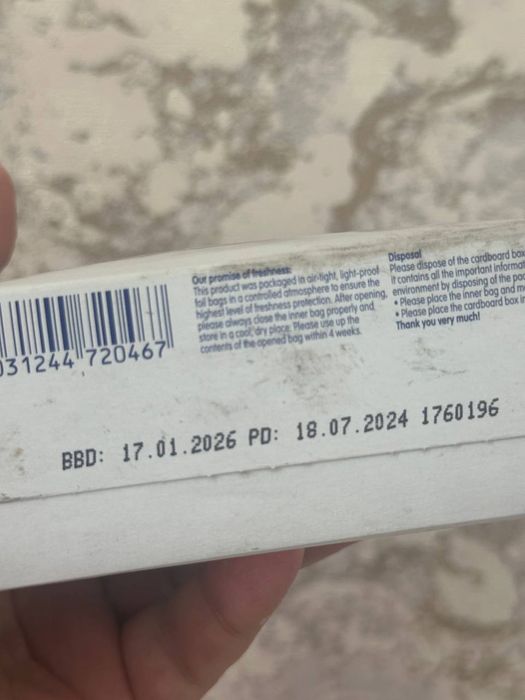 031244 720467
Our promise of freshness:
This product was packaged in air-tight, light-proof
foil bags in a controlled atmosphere to ensure the
highest level of freshness protection. After opening,
please always close the inner bag properly and
store in a cool, dry place. Please use up the
contents of the opened bag within 4 weeks.
Disposal
Please dispose of the cardboard box
It contains all the important informat
environment by disposing of the pa
• Please place the inner bag and m
• Please place the cardboard box i
Thank you very much!
BBD: 17.01.2026 PD: 18.07.2024 1760196